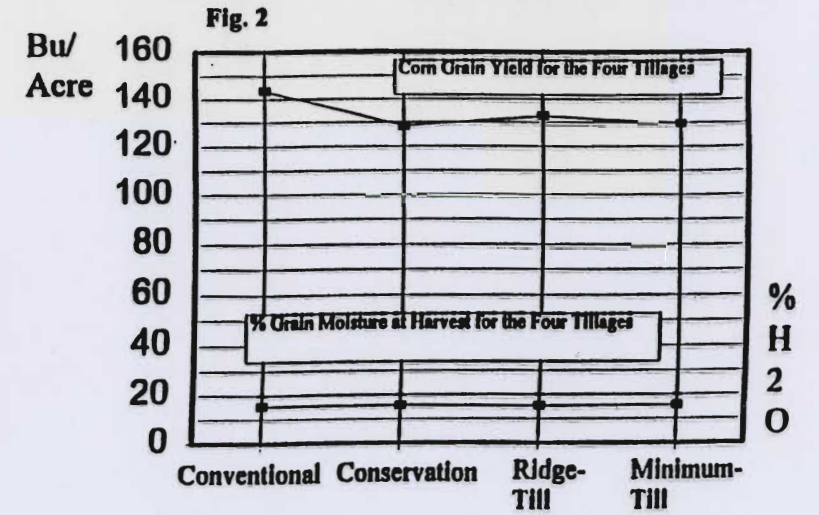 Fig. 2
Bu/
Acre
160
140
120
100
80
60
40
20
0
Corn Grain Yield for the Four Tillages
% Grain Moisture at Harvest for the Four Tillages
%
H
2
O
Conventional Conservation Ridge-Till Minimum-Till